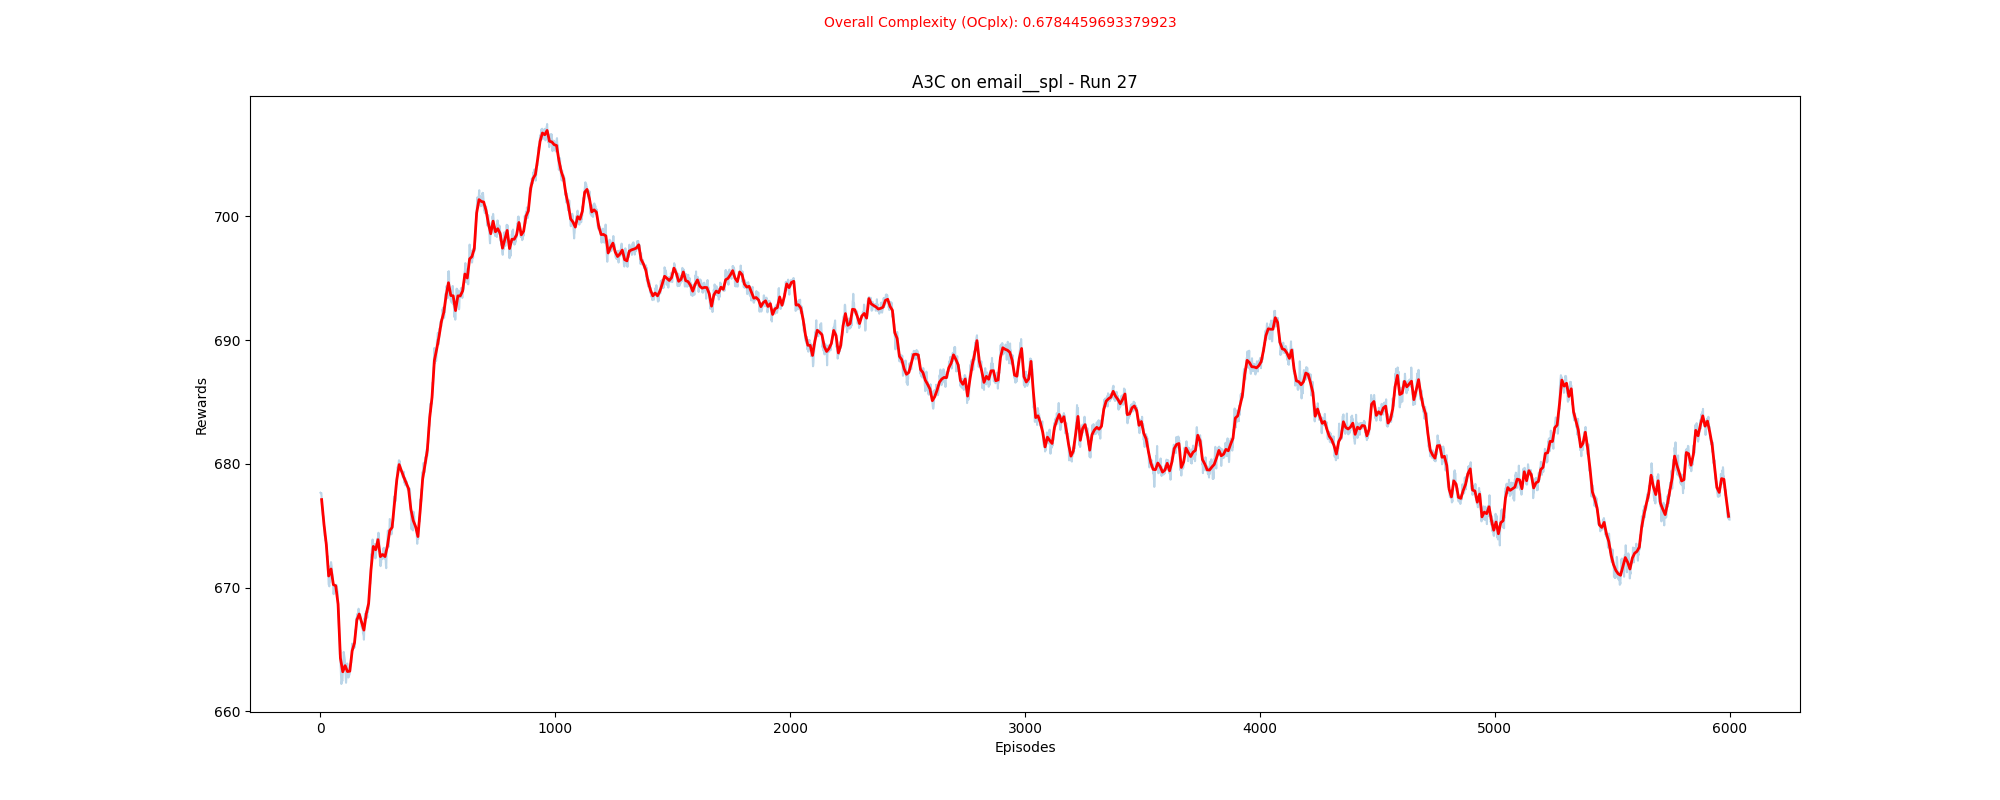 Overall Complexity (OCplx): 0.6784459693379923
A3C on email__spl - Run 27
Rewards
700
690
680
670
660
0 1000 2000 3000 4000 5000 6000
Episodes